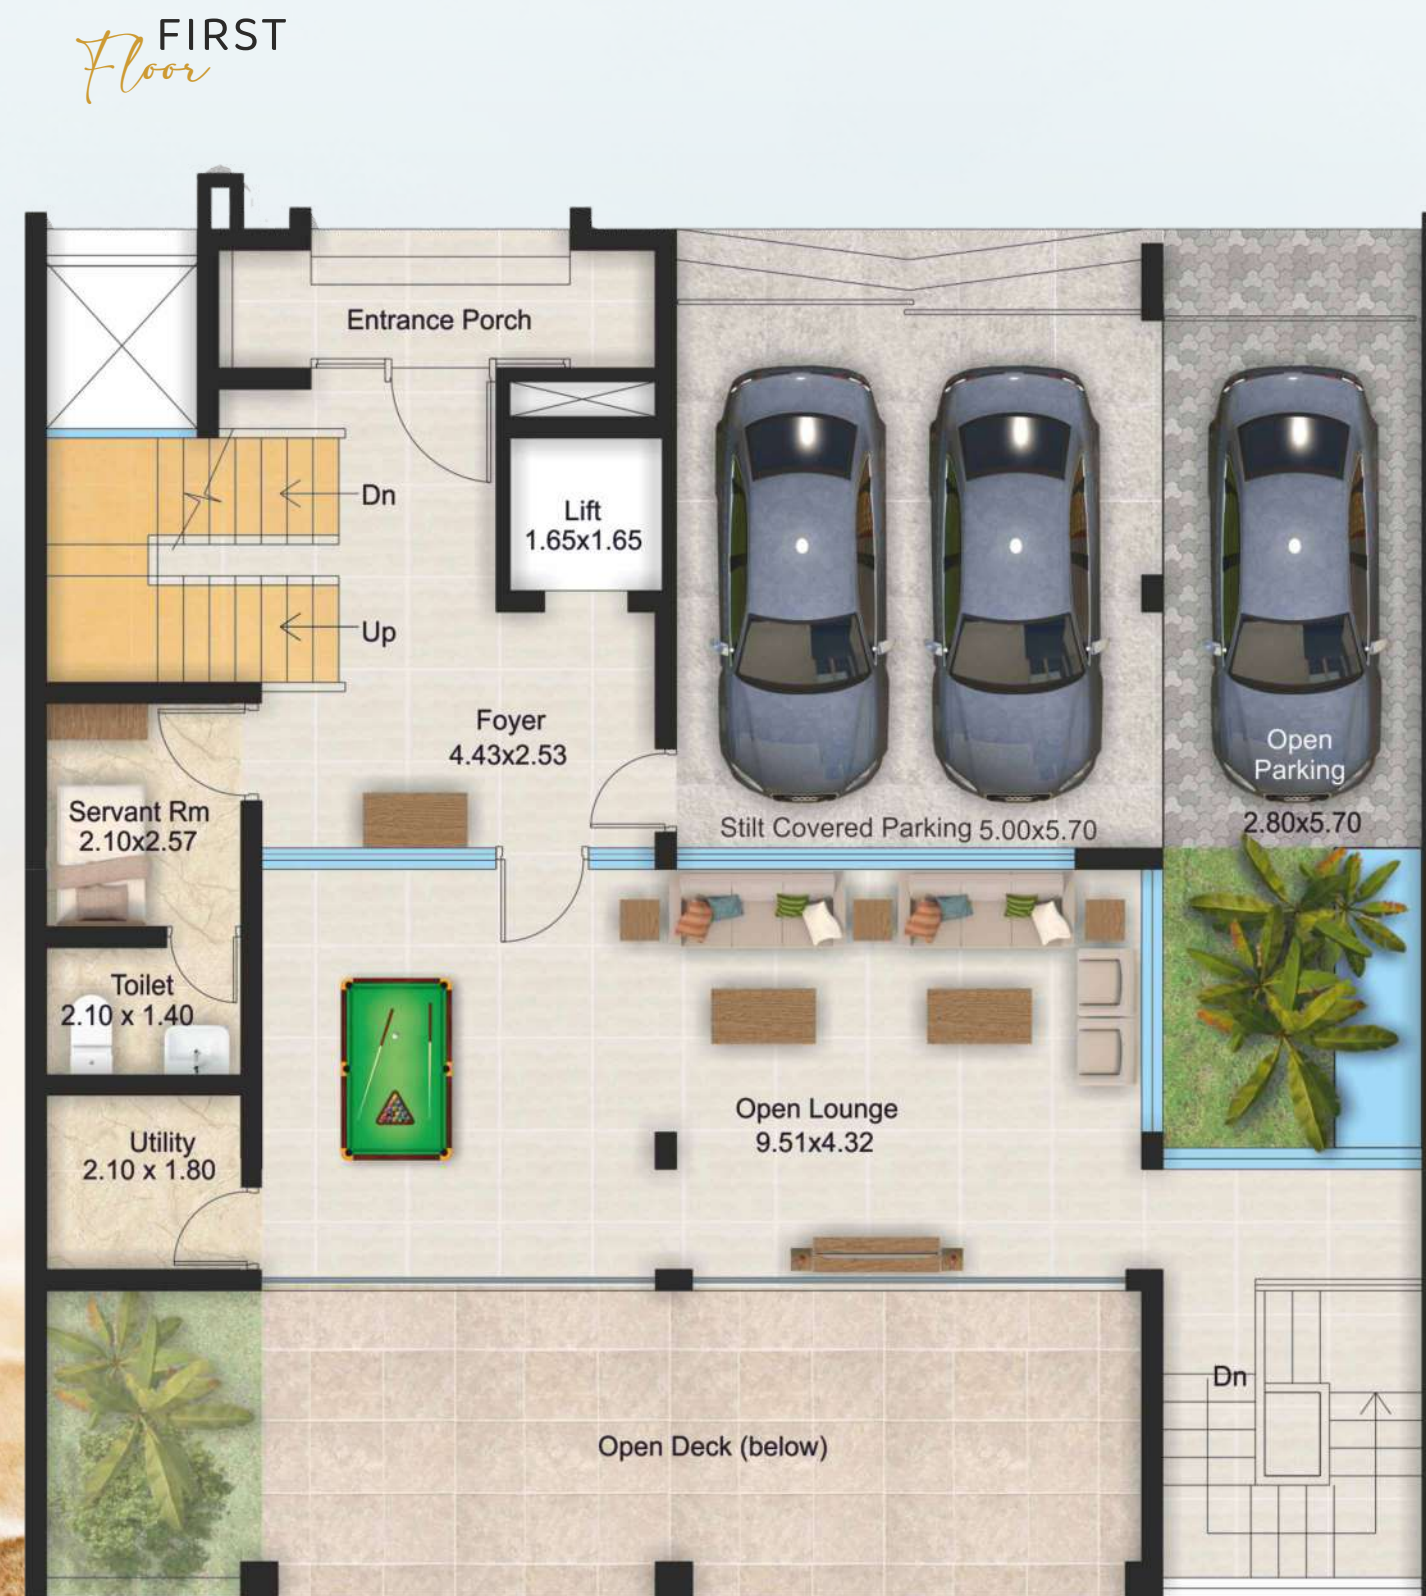 FIRST
Floor
Entrance Porch
Dn
Lift
1.65x1.65
Up
Foyer
4.43x2.53
Open
Parking
2.80x5.70
Stilt Covered Parking 5.00x5.70
Servant Rm
2.10x2.57
Toilet
2.10 x 1.40
Open Lounge
9.51x4.32
Utility
2.10 x 1.80
Dn
Open Deck (below)